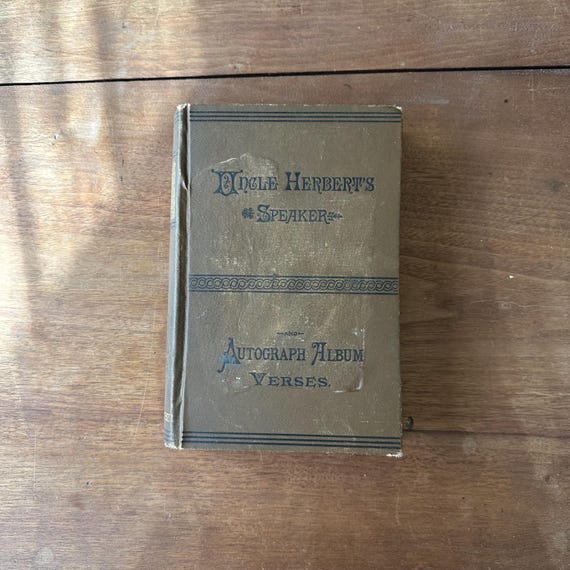 UNCLE HERBERT'S
SPEAKER
AND
AUTOGRAPH ALBUM
VERSES.